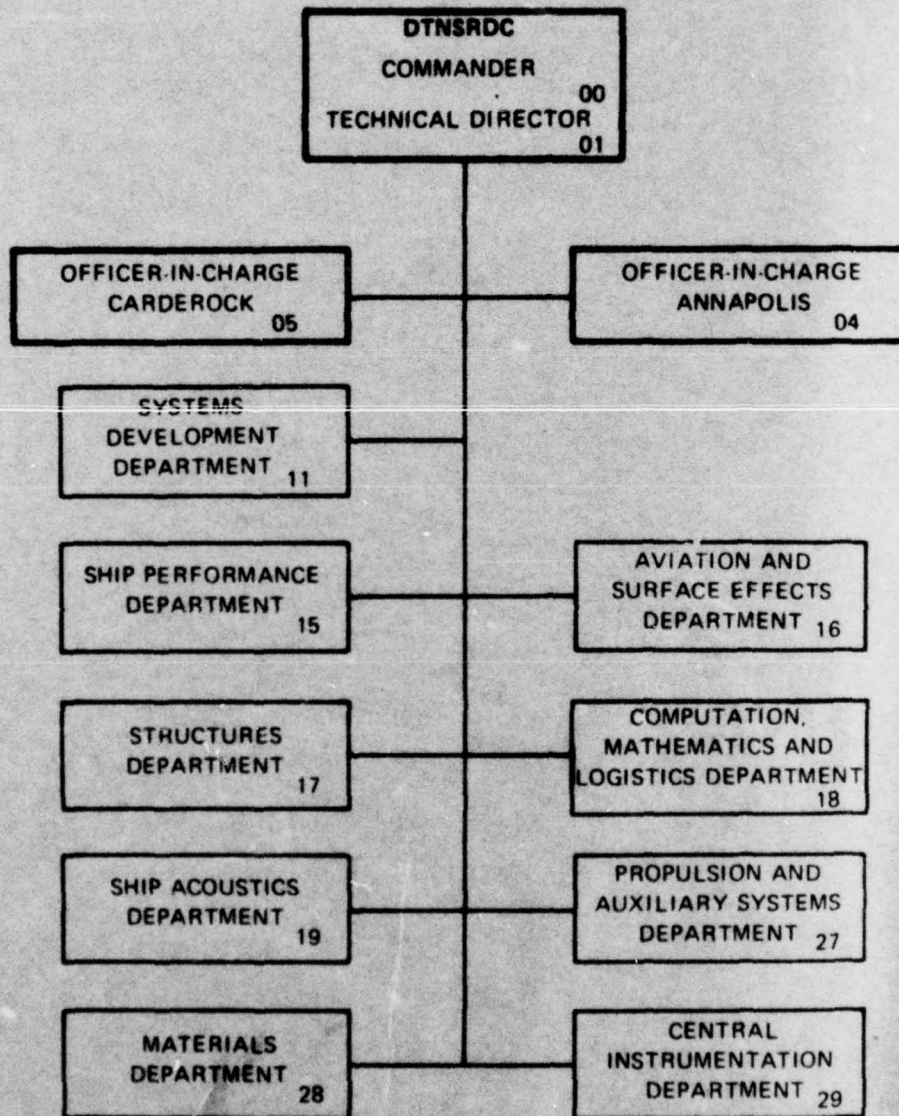 DTNSRDC
COMMANDER
00
TECHNICAL DIRECTOR
01
OFFICER-IN-CHARGE
CARDEROCK
05
OFFICER-IN-CHARGE
ANNAPOLIS
04
SYSTEMS
DEVELOPMENT
DEPARTMENT 11
SHIP PERFORMANCE
DEPARTMENT
15
AVIATION AND
SURFACE EFFECTS
DEPARTMENT 16
STRUCTURES
DEPARTMENT
17
COMPUTATION,
MATHEMATICS AND
LOGISTICS DEPARTMENT
18
SHIP ACOUSTICS
DEPARTMENT
19
PROPULSION AND
AUXILIARY SYSTEMS
DEPARTMENT 27
MATERIALS
DEPARTMENT
28
CENTRAL
INSTRUMENTATION
DEPARTMENT 29